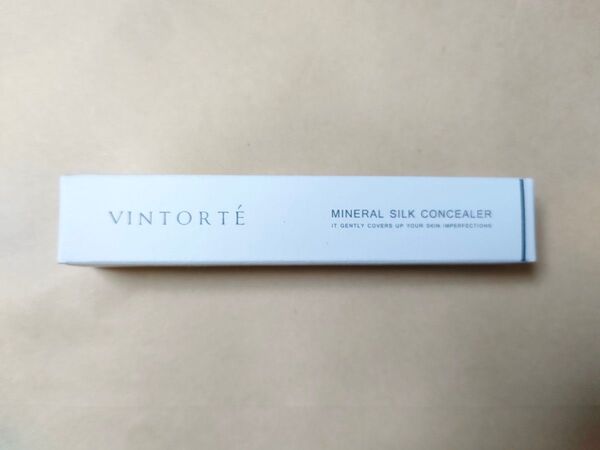 VINTORTÉ
MINERAL SILK CONCEALER
IT GENTLY COVERS UP YOUR SKIN IMPERFECTIONS